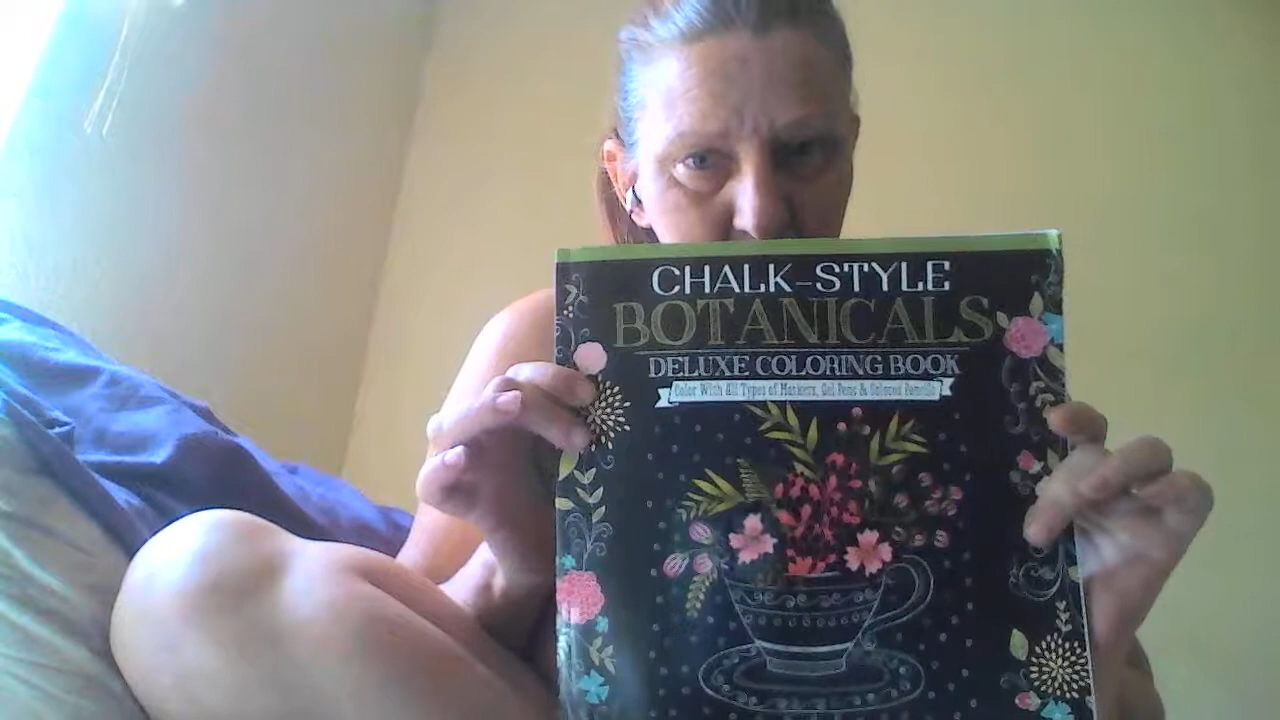 CHALK-STYLE
BOTANICALS
DELUXE COLORING BOOK
Color With All Types of Markers, Gel Pens & Colored Pencils